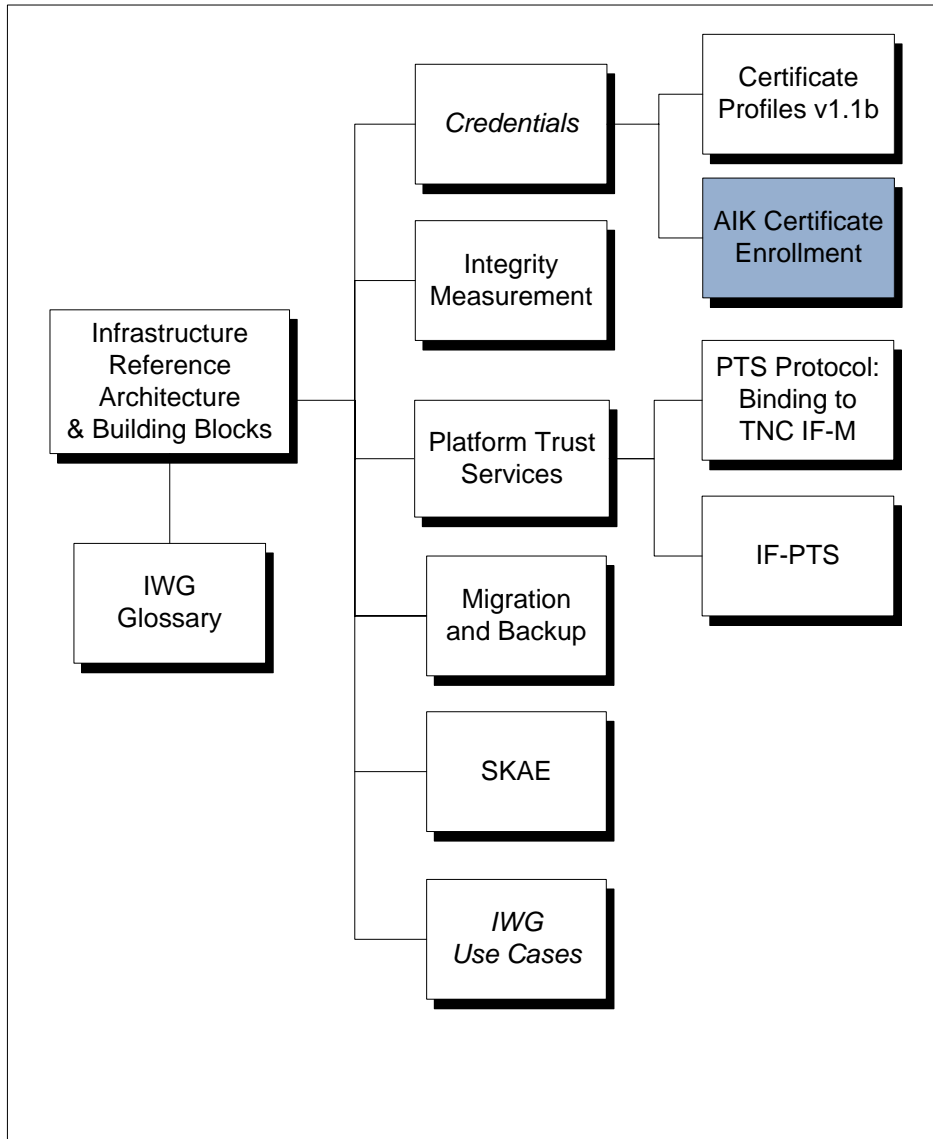 Infrastructure
Reference
Architecture
& Building Blocks
IWG
Glossary
Credentials
Integrity
Measurement
Platform Trust
Services
Migration
and Backup
SKAE
IWG
Use Cases
Certificate
Profiles v1.1b
AIK Certificate
Enrollment
PTS Protocol:
Binding to
TNC IF-M
IF-PTS